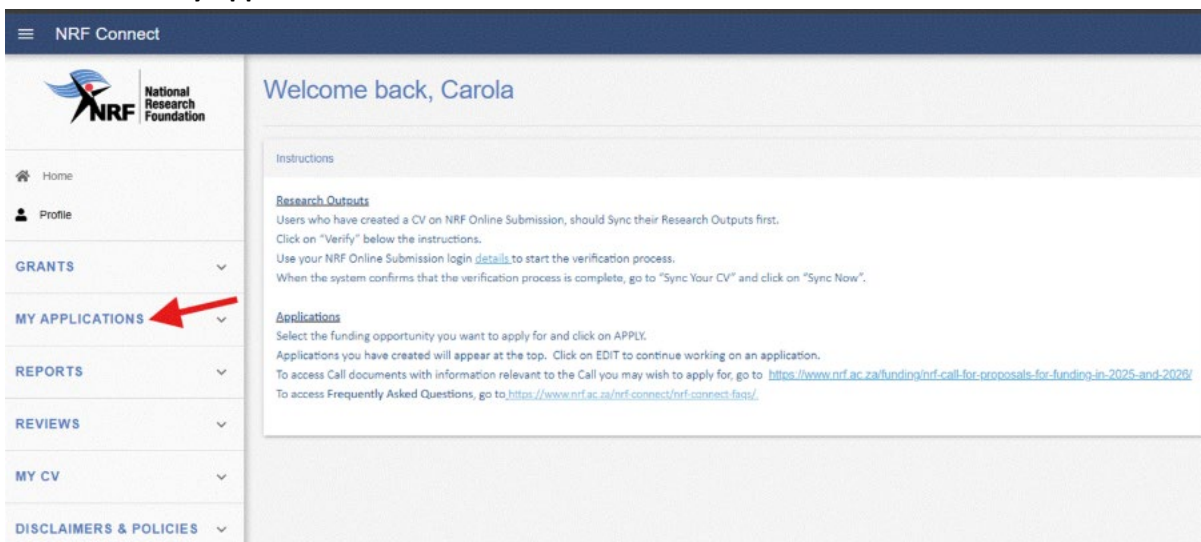 NRF Connect
NRF
National
Research
Foundation
Home
Profile
GRANTS
MY APPLICATIONS
REPORTS
REVIEWS
MY CV
DISCLAIMERS & POLICIES
Welcome back, Carola
Instructions
Research Outputs
Users who have created a CV on NRF Online Submission, should Sync their Research Outputs first.
Click on "Verify" below the instructions.
Use your NRF Online Submission login details to start the verification process.
When the system confirms that the verification process is complete, go to "Sync Your CV" and click on "Sync Now".
Applications
Select the funding opportunity you want to apply for and click on APPLY.
Applications you have created will appear at the top. Click on EDIT to continue working on an application.
To access Call documents with information relevant to the Call you may wish to apply for, go to https://www.nrf.ac.za/funding/nrf-call-for-proposals-for-funding-in-2025-and-2026/
To access Frequently Asked Questions, go to https://www.nrf.ac.za/nrf-connect/nrf-connect-faqs/.